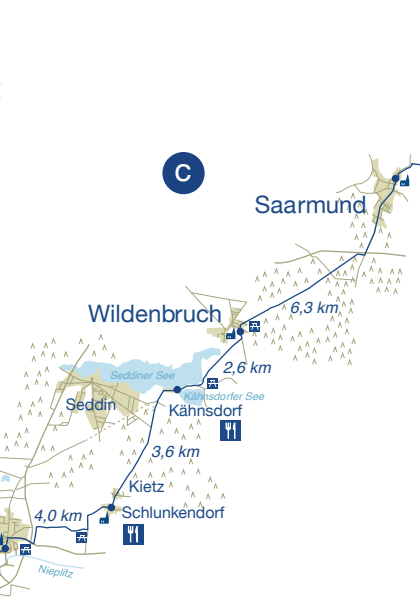 C
Saarmund
6,3 km
Wildenbruch
2,6 km
Seddiner See
Kähnsdorfer See
Seddin
Kähnsdorf
3,6 km
Kietz
Schlunkendorf
4,0 km
Nieplitz